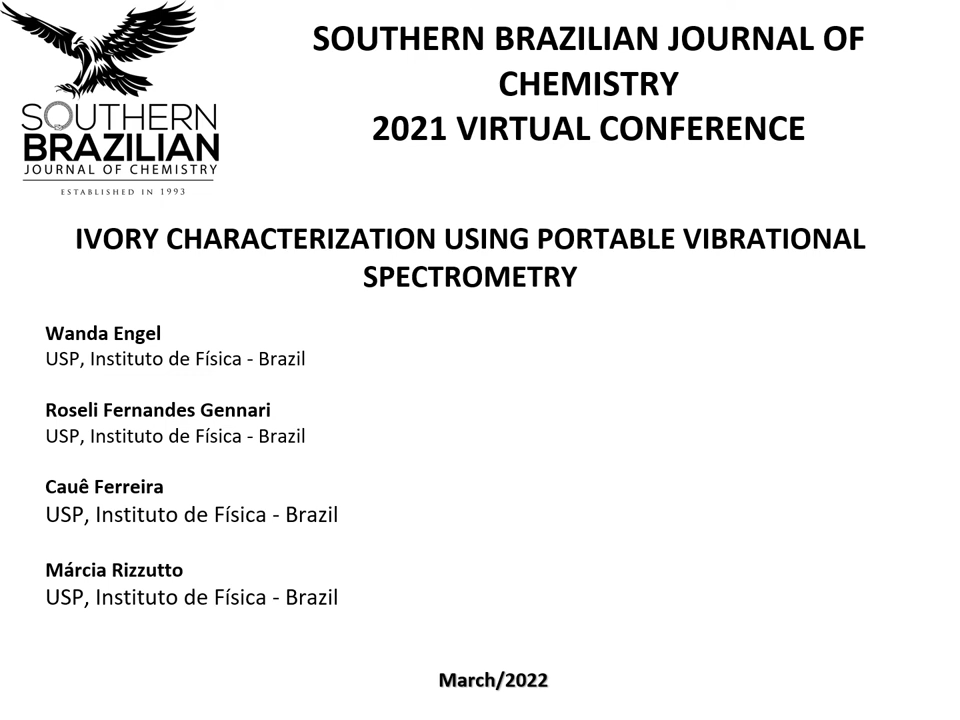 SOUTHERN
BRAZILIAN
JOURNAL OF CHEMISTRY
ESTABLISHED IN 1993
SOUTHERN BRAZILIAN JOURNAL OF
CHEMISTRY
2021 VIRTUAL CONFERENCE
IVORY CHARACTERIZATION USING PORTABLE VIBRATIONAL
SPECTROMETRY
Wanda Engel
USP, Instituto de Física - Brazil
Roseli Fernandes Gennari
USP, Instituto de Física - Brazil
Cauê Ferreira
USP, Instituto de Física - Brazil
Márcia Rizzutto
USP, Instituto de Física - Brazil
March/2022